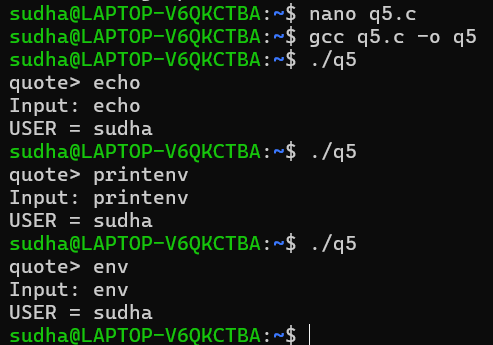 sudha@LAPTOP-V6QKCTBA:~$ nano q5.c
sudha@LAPTOP-V6QKCTBA:~$ gcc q5.c -o q5
sudha@LAPTOP-V6QKCTBA:~$ ./q5
quote> echo
Input: echo
USER = sudha
sudha@LAPTOP-V6QKCTBA:~$ ./q5
quote> printenv
Input: printenv
USER = sudha
sudha@LAPTOP-V6QKCTBA:~$ ./q5
quote> env
Input: env
USER = sudha
sudha@LAPTOP-V6QKCTBA:~$